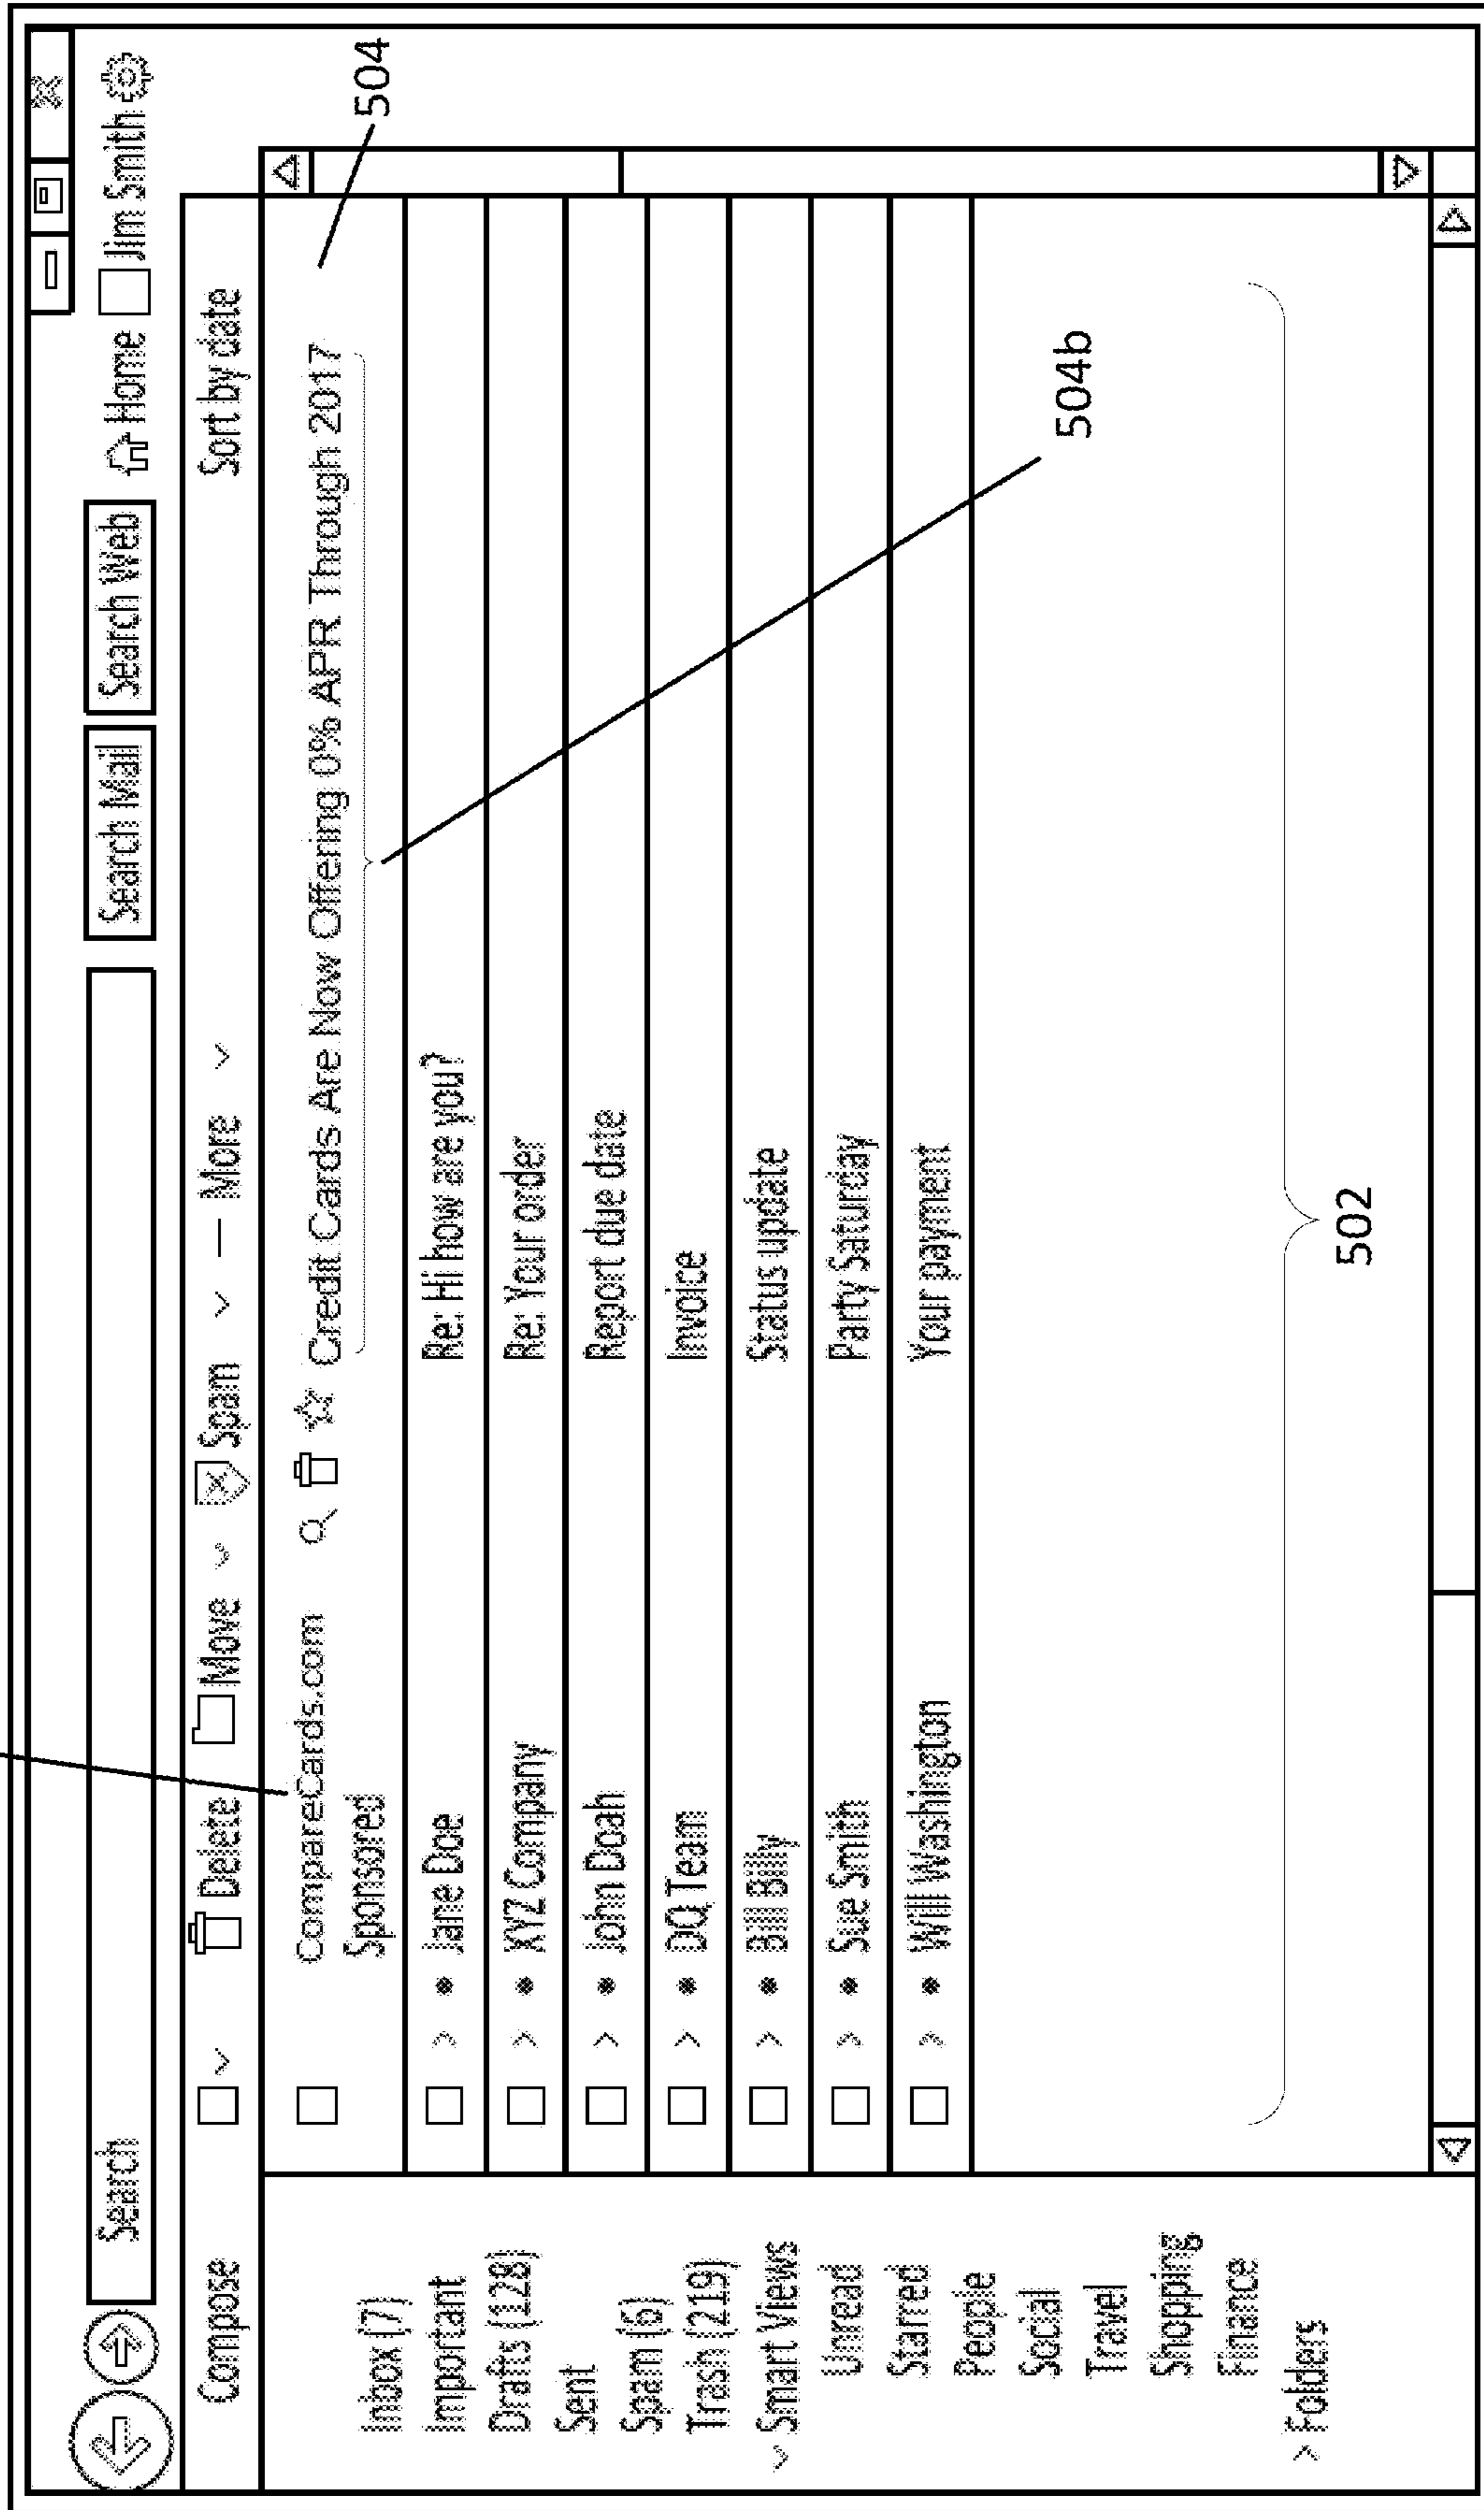 Search
Search Mail
Search Web
Home
Jim Smith
Compose
Delete
Move
Spam
More
Sort by date
CompareCards.com
Credit Cards Are Now Offering 0% APR Through 2017
Sponsored
504
504b
Jane Doe Re: Hi how are you?
XYZ Company Re: Your order
John Doah Report due date
DQ Team Invoice
Bill Billy Status update
Sue Smith Party Saturday
Will Washington Your payment
Inbox (7)
Important
Drafts (128)
Sent
Spam (6)
Trash (219)
Smart Views
Unread
Starred
People
Social
Travel
Shopping
Finance
Folders
502